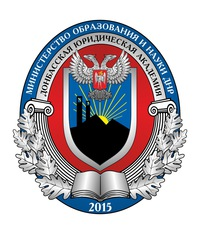 МИНИСТЕРСТВО ОБРАЗОВАНИЯ И НАУКИ ДНР
ДОНБАССКАЯ ЮРИДИЧЕСКАЯ АКАДЕМИЯ
2015